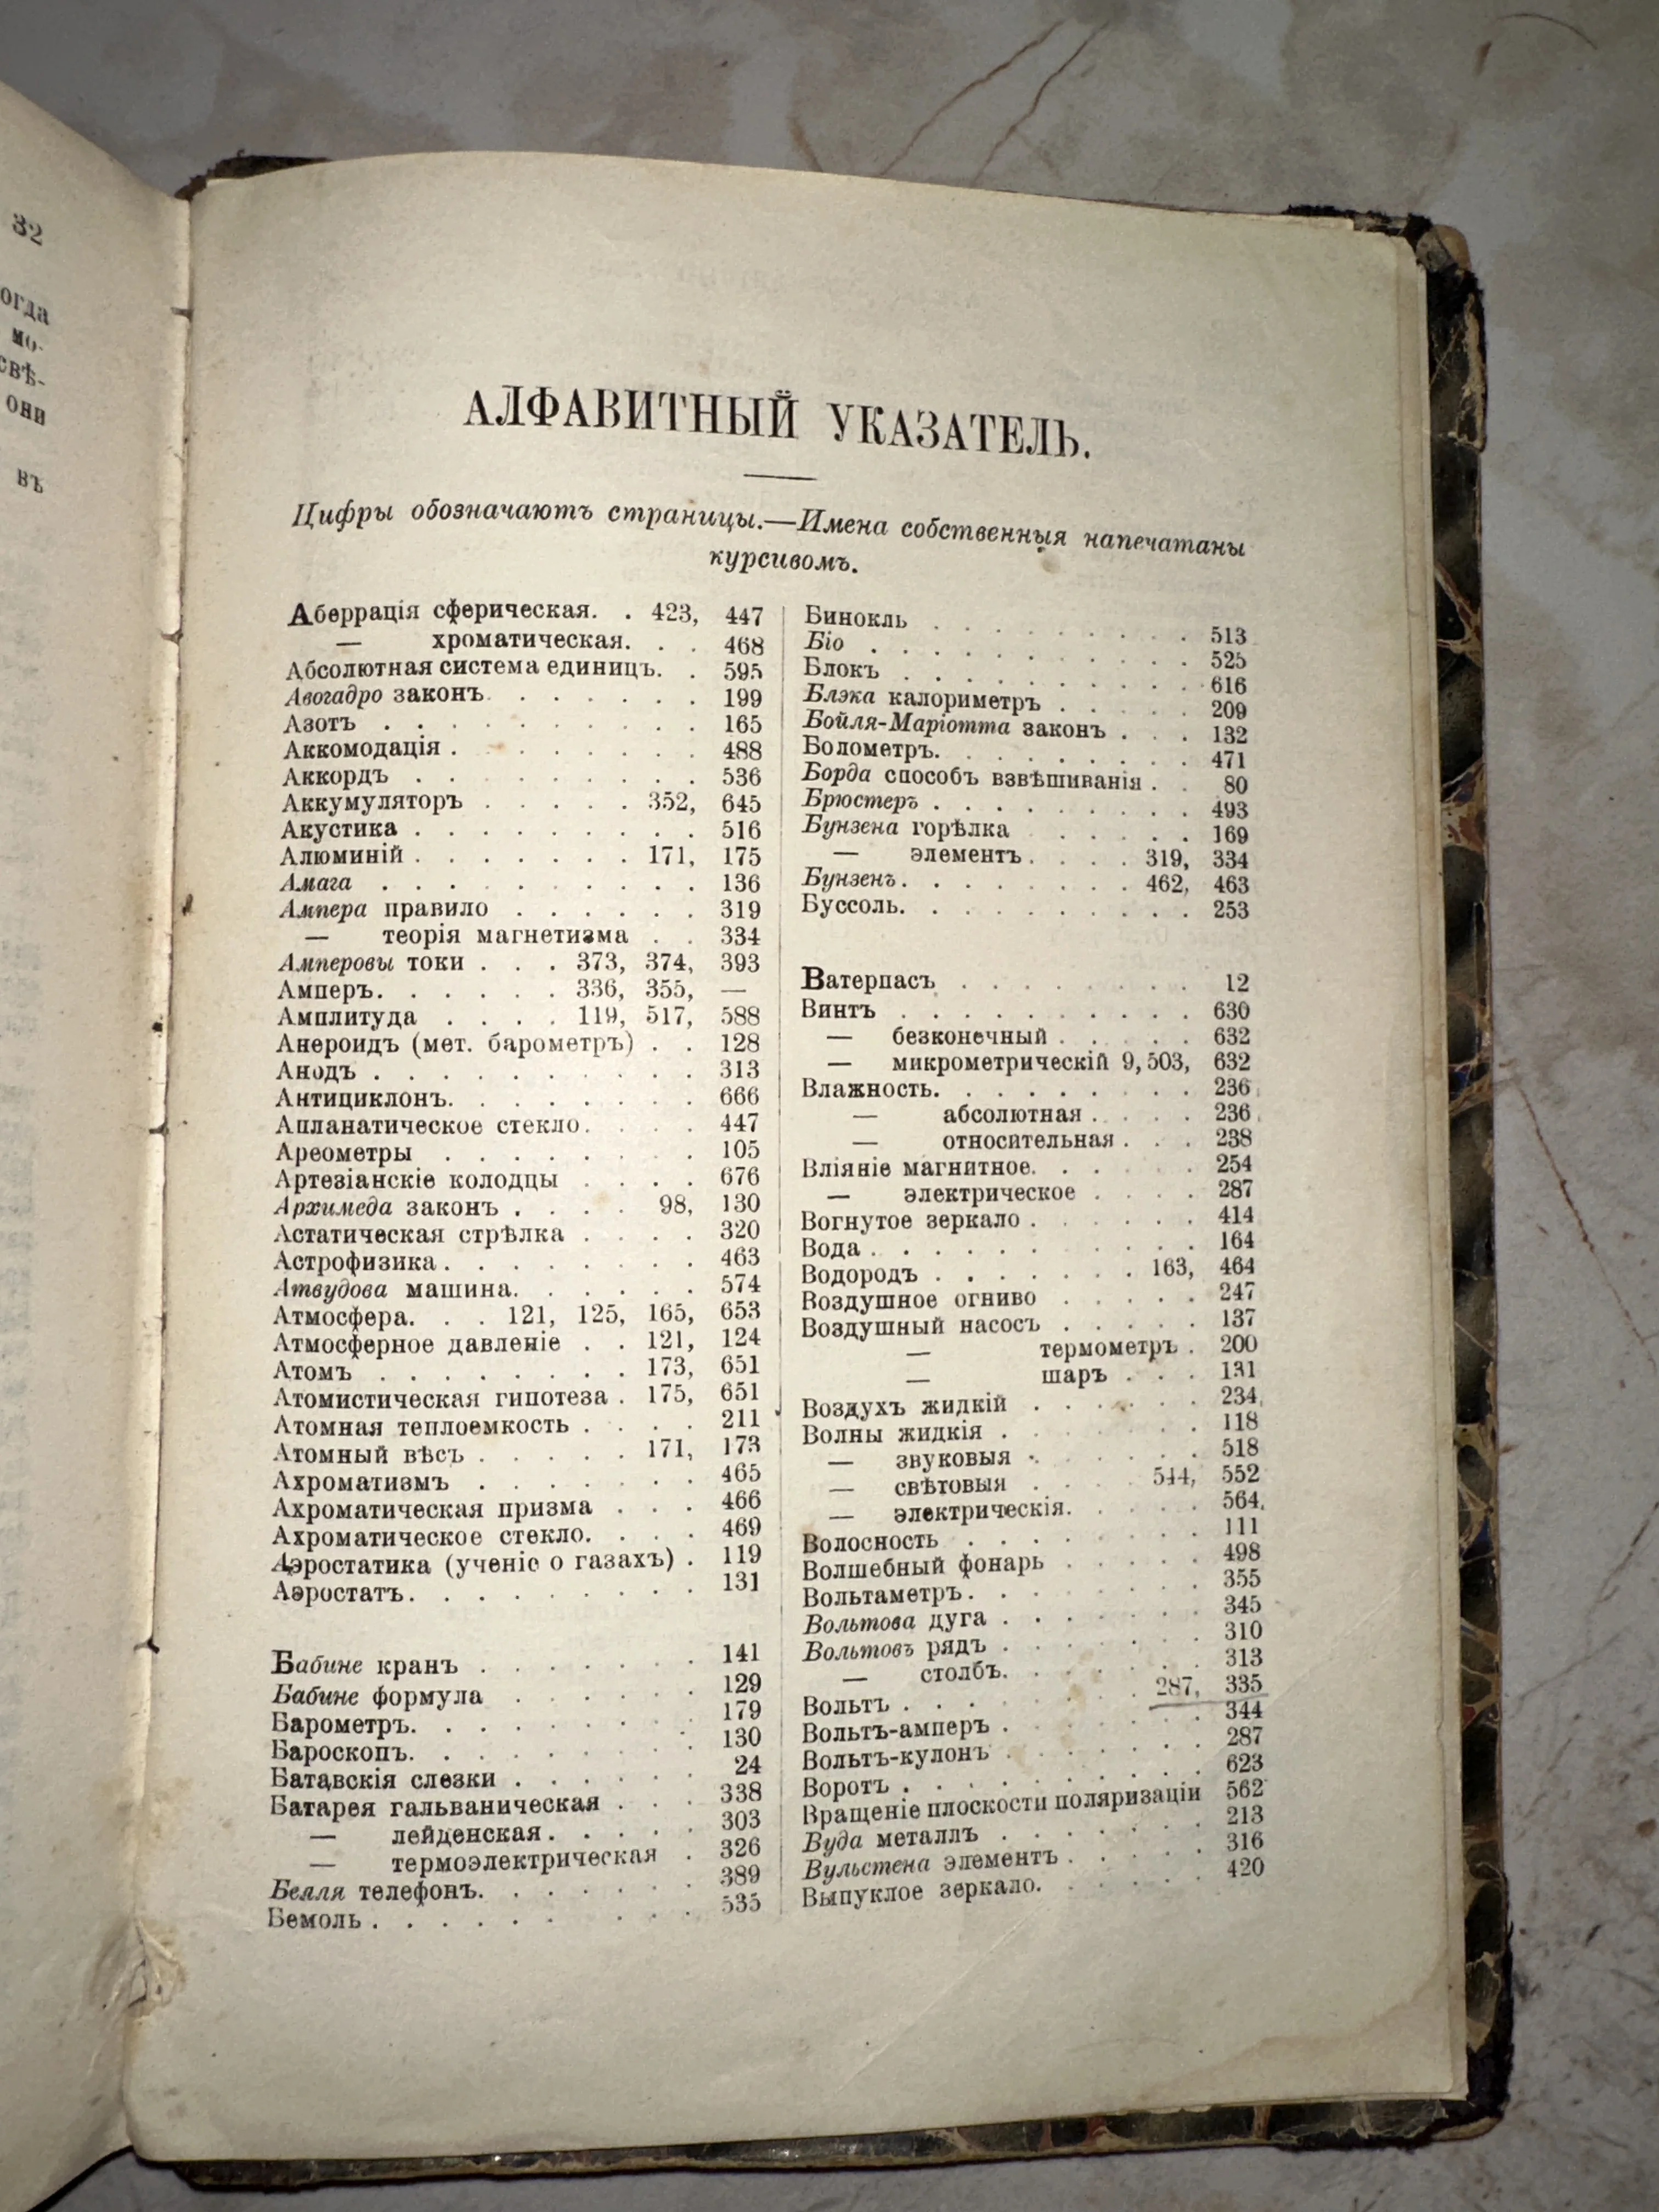 32
огда
мо-
свѣ-
они
въ
АЛФАВИТНЫЙ УКАЗАТЕЛЬ.
Цифры обозначаютъ страницы.—Имена собственныя напечатаны
курсивомъ.
Аберрація сферическая. . 423, 447
— хроматическая. . . 468
Абсолютная система единицъ. . 595
Авогадро законъ . . . . . . 199
Азотъ . . . . . . . . . . 165
Аккомодація . . . . . . . . 488
Аккордъ . . . . . . . . . 536
Аккумуляторъ . . . . . 352, 645
Акустика . . . . . . . . . 516
Алюминій . . . . . . . 171, 175
Амага . . . . . . . . . . 136
Ампера правило . . . . . . 319
— теорія магнетизма . . 334
Амперовы токи . . . 373, 374, 393
Амперъ. . . . . . 336, 355, —
Амплитуда . . . . 119, 517, 588
Анероидъ (мет. барометръ) . . 128
Анодъ . . . . . . . . . . 313
Антициклонъ. . . . . . . . 666
Апланатическое стекло. . . . 447
Ареометры . . . . . . . . 105
Артезіанскіе колодцы . . . . 676
Архимеда законъ . . . . 98, 130
Астатическая стрѣлка . . . . 320
Астрофизика . . . . . . . . 463
Атвудова машина. . . . . . 574
Атмосфера. . . 121, 125, 165, 653
Атмосферное давленіе . . 121, 124
Атомъ . . . . . . . . 173, 651
Атомистическая гипотеза . 175, 651
Атомная теплоемкость . . . . 211
Атомный вѣсъ . . . . . 171, 173
Ахроматизмъ . . . . . . . 465
Ахроматическая призма . . . 466
Ахроматическое стекло. . . . 469
Аэростатика (ученіе о газахъ) . 119
Аэростатъ. . . . . . . . . 131
Бабине кранъ . . . . . . . 141
Бабине формула . . . . . . 129
Барометръ. . . . . . . . . 179
Бароскопъ. . . . . . . . . 130
Батавскія слезки . . . . . . 24
Батарея гальваническая . . . 338
— лейденская. . . . . 303
— термоэлектрическая . 326
Белля телефонъ. . . . . . . 389
Бемоль . . . . . . . . . . 535
Бинокль . . . . . . . . . 513
Біо . . . . . . . . . . . 525
Блокъ . . . . . . . . . . 616
Блэка калориметръ . . . . . 209
Бойля-Маріотта законъ . . . 132
Болометръ. . . . . . . . . 471
Борда способъ взвѣшиванія . . 80
Брюстеръ . . . . . . . . . 493
Бунзена горѣлка . . . . . 169
— элементъ . . . . 319, 334
Бунзенъ. . . . . . . . 462, 463
Буссоль. . . . . . . . . . 253
Ватерпасъ . . . . . . . . 12
Винтъ . . . . . . . . . . 630
— безконечный . . . . . 632
— микрометрическій 9, 503, 632
Влажность. . . . . . . . . 236
— абсолютная . . . . 236
— относительная . . . 238
Вліяніе магнитное. . . . . . 254
— электрическое . . . . 287
Вогнутое зеркало . . . . . . 414
Вода . . . . . . . . . . . 164
Водородъ . . . . . . . 163, 464
Воздушное огниво . . . . . 247
Воздушный насосъ . . . . . 137
— термометръ . 200
— шаръ . . . 131
Воздухъ жидкій . . . . . . 234
Волны жидкія . . . . . . . 118
— звуковыя . . . . . . 518
— свѣтовыя . . . . 544, 552
— электрическія. . . . . 564
Волосность . . . . . . . . 111
Волшебный фонарь . . . . . 498
Вольтаметръ. . . . . . . . 355
Вольтова дуга . . . . . . . 345
Вольтовъ рядъ . . . . . . . 310
— столбъ. . . . . . . 313
Вольтъ . . . . . . . . 287, 335
Вольтъ-амперъ . . . . . . . 344
Вольтъ-кулонъ . . . . . . . 287
Воротъ . . . . . . . . . . 623
Вращеніе плоскости поляризаціи 562
Вуда металлъ . . . . . . . 213
Вульстена элементъ . . . . . 316
Выпуклое зеркало. . . . . . 420